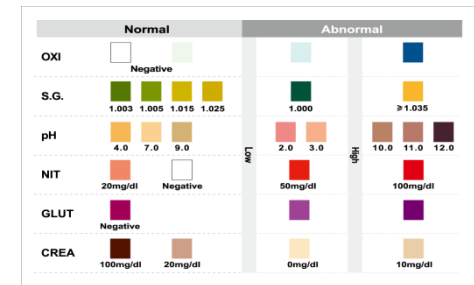 Normal Abnormal
OXI
Negative
S.G.
1.003 1.005 1.015 1.025 1.000 ≥1.035
pH
4.0 7.0 9.0 Low 2.0 3.0 High 10.0 11.0 12.0
NIT
20mg/dl Negative 50mg/dl 100mg/dl
GLUT
Negative
CREA
100mg/dl 20mg/dl 0mg/dl 10mg/dl